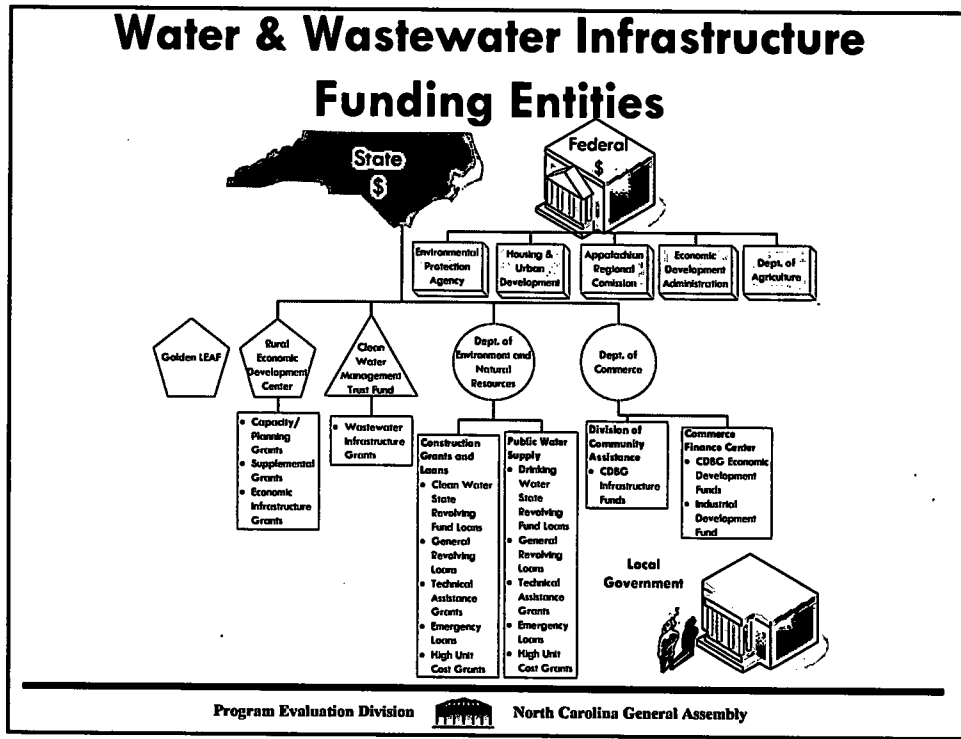 Water & Wastewater Infrastructure
Funding Entities
State
$
Federal
$
Environmental
Protection
Agency
Housing &
Urban
Development
Appalachian
Regional
Comission
Economic
Development
Administration
Dept. of
Agriculture
Golden LEAF
Rural
Economic
Development
Center
Clean
Water
Management
Trust Fund
Dept. of
Environment and
Natural
Resources
Dept. of
Commerce
• Capacity/
Planning
Grants
• Supplemental
Grants
• Economic
Infrastructure
Grants
• Wastewater
Infrastructure
Grants
Construction
Grants and
Loans
• Clean Water
State
Revolving
Fund Loans
• General
Revolving
Loans
• Technical
Assistance
Grants
• Emergency
Loans
• High Unit
Cost Grants
Public Water
Supply
• Drinking
Water
State
Revolving
Fund Loans
• General
Revolving
Loans
• Technical
Assistance
Grants
• Emergency
Loans
• High Unit
Cost Grants
Division of
Community
Assistance
• CDBG
Infrastructure
Funds
Commerce
Finance Center
• CDBG Economic
Development
Funds
• Industrial
Development
Fund
Local
Government
Program Evaluation Division
North Carolina General Assembly